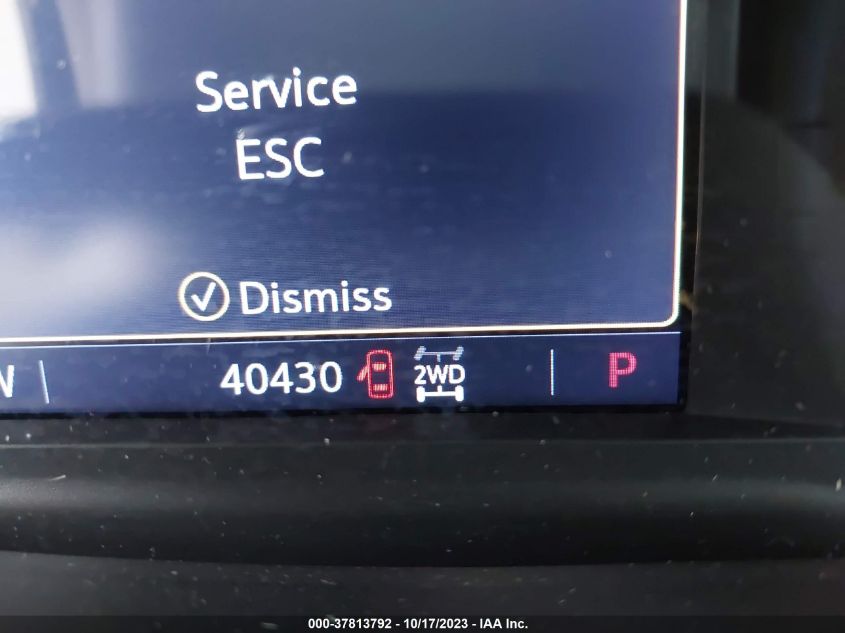 Service
ESC
Dismiss
40430 2WD P
000-37813792 - 10/17/2023 - IAA Inc.